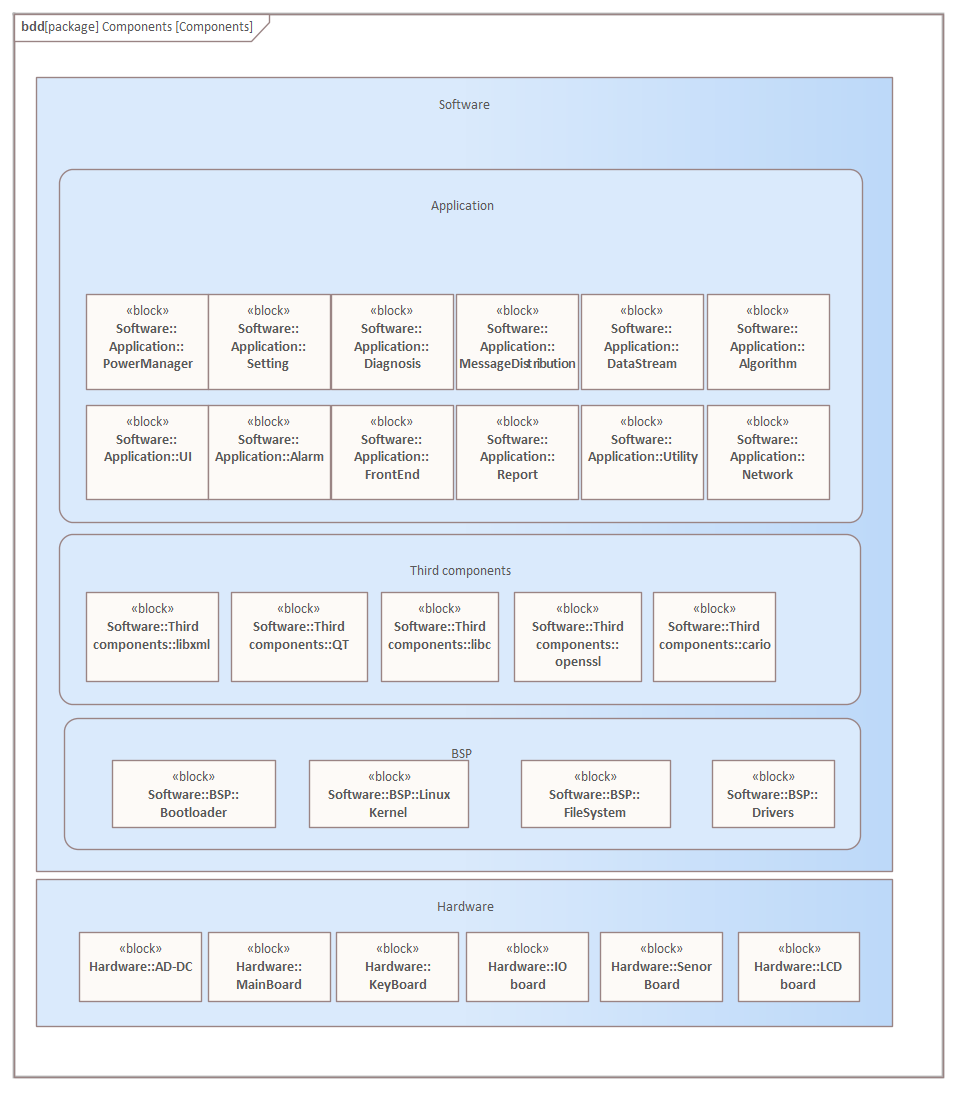 bdd[package] Components [Components]
Software
Application
«block»
Software::
Application::
PowerManager
«block»
Software::
Application::
Setting
«block»
Software::
Application::
Diagnosis
«block»
Software::
Application::
MessageDistribution
«block»
Software::
Application::
DataStream
«block»
Software::
Application::
Algorithm
«block»
Software::
Application::UI
«block»
Software::
Application::Alarm
«block»
Software::
Application::
FrontEnd
«block»
Software::
Application::
Report
«block»
Software::
Application::Utility
«block»
Software::
Application::
Network
Third components
«block»
Software::Third
components::libxml
«block»
Software::Third
components::QT
«block»
Software::Third
components::libc
«block»
Software::Third
components::
openssl
«block»
Software::Third
components::cario
BSP
«block»
Software::BSP::
Bootloader
«block»
Software::BSP::Linux
Kernel
«block»
Software::BSP::
FileSystem
«block»
Software::BSP::
Drivers
Hardware
«block»
Hardware::AD-DC
«block»
Hardware::
MainBoard
«block»
Hardware::
KeyBoard
«block»
Hardware::IO
board
«block»
Hardware::Senor
Board
«block»
Hardware::LCD
board